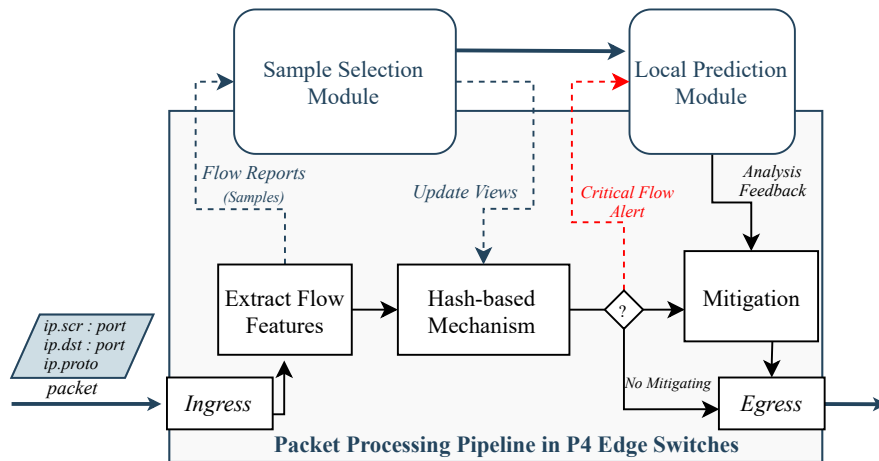 Sample Selection
Module
Local Prediction
Module
Flow Reports
(Samples)
Update Views
Critical Flow
Alert
Analysis
Feedback
Extract Flow
Features
Hash-based
Mechanism
?
Mitigation
ip.scr : port
ip.dst : port
ip.proto
packet
Ingress
No Mitigating
Egress
Packet Processing Pipeline in P4 Edge Switches